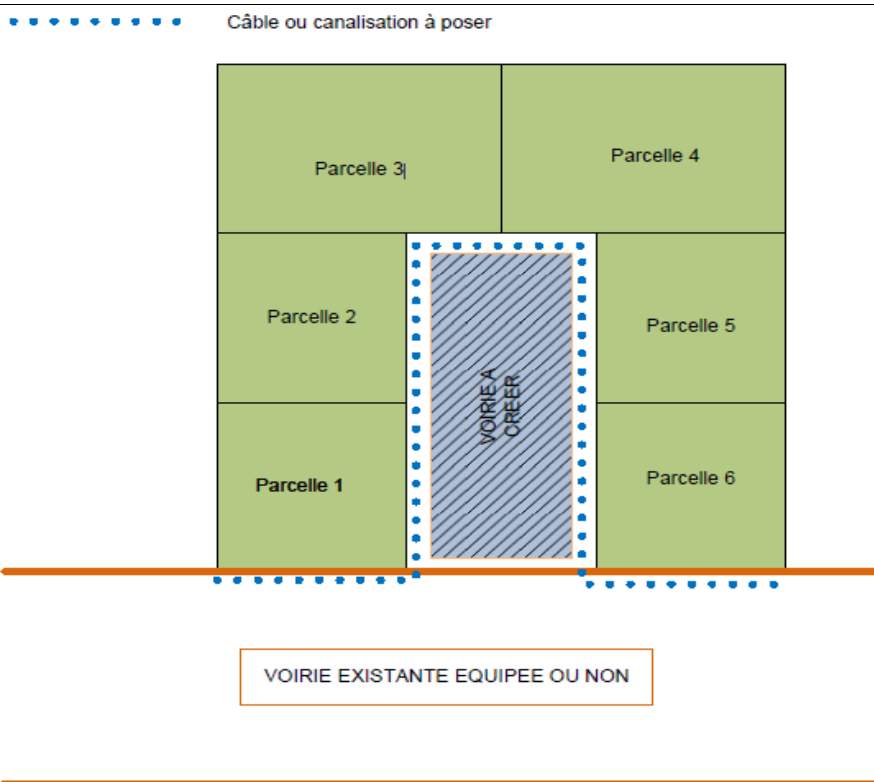 Câble ou canalisation à poser
Parcelle 3
Parcelle 4
Parcelle 2
Parcelle 5
VOIRIE A
CREER
Parcelle 1
Parcelle 6
VOIRIE EXISTANTE EQUIPEE OU NON